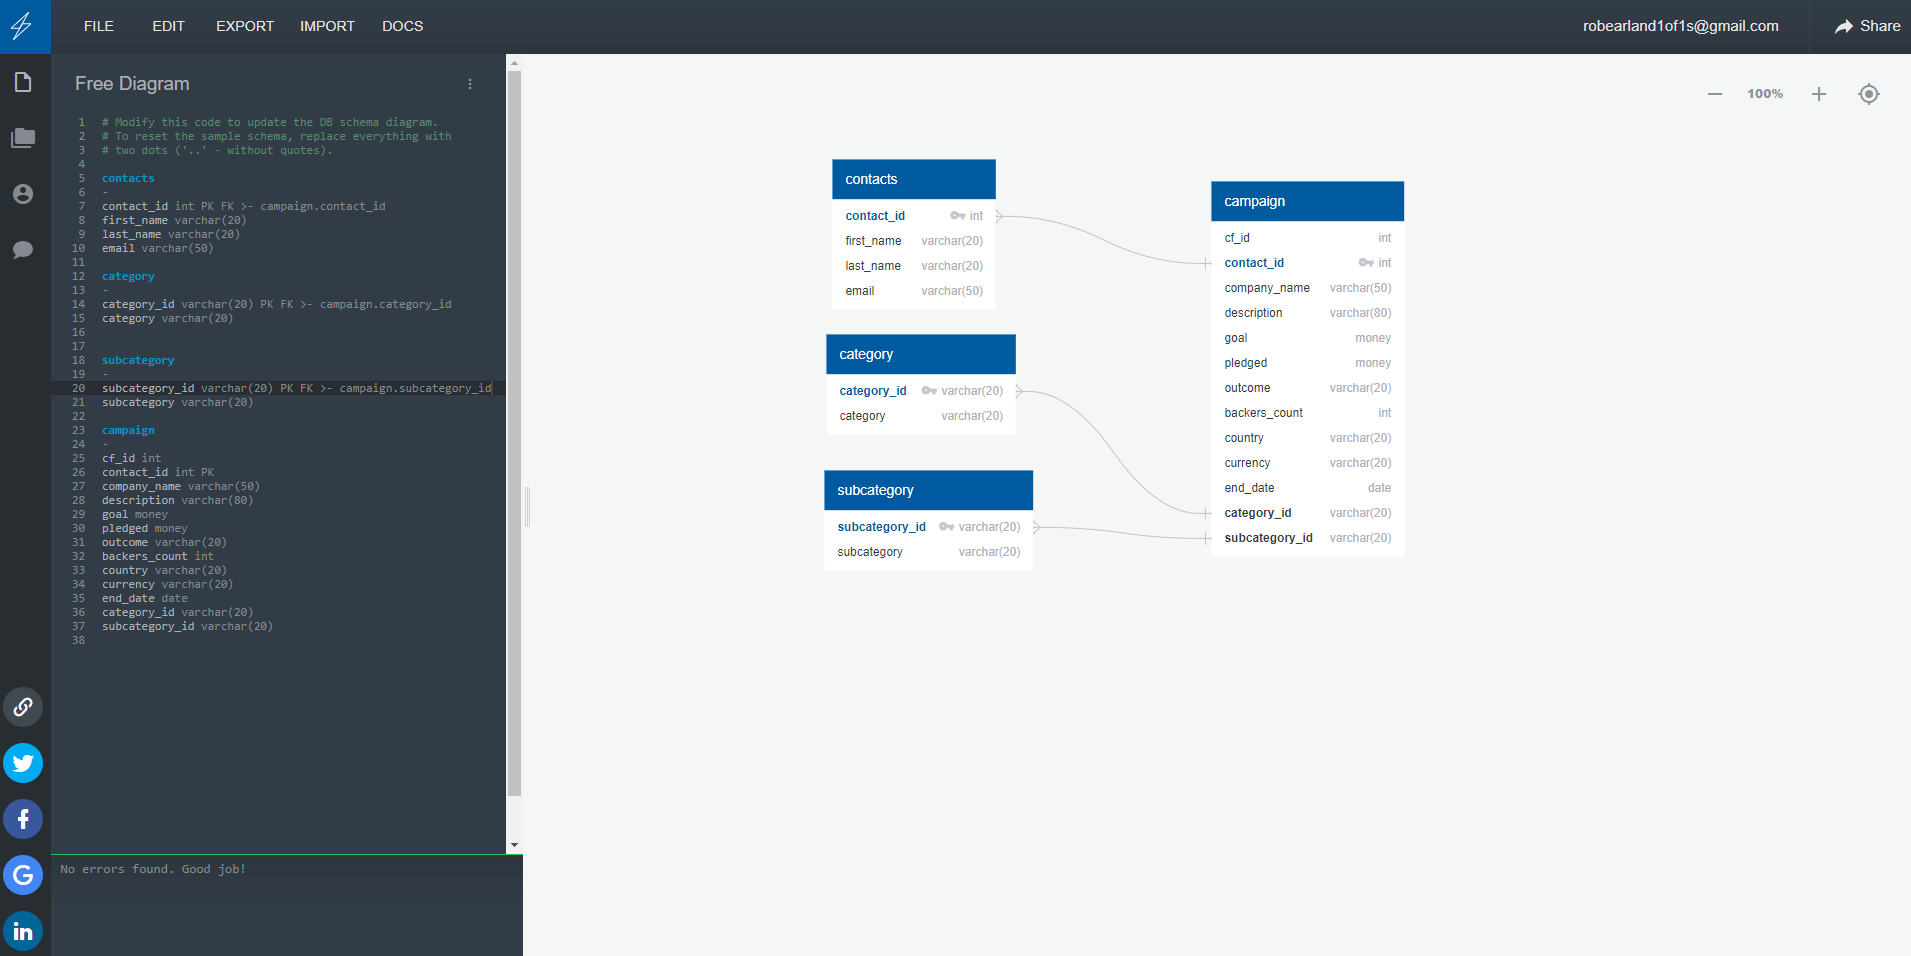 FILE EDIT EXPORT IMPORT DOCS robearland1of1s@gmail.com Share
Free Diagram
1 # Modify this code to update the DB schema diagram.
2 # To reset the sample schema, replace everything with
3 # two dots ('..' - without quotes).
4
5 contacts
6 -
7 contact_id int PK FK >- campaign.contact_id
8 first_name varchar(20)
9 last_name varchar(20)
10 email varchar(50)
11
12 category
13 -
14 category_id varchar(20) PK FK >- campaign.category_id
15 category varchar(20)
16
17
18 subcategory
19 -
20 subcategory_id varchar(20) PK FK >- campaign.subcategory_id
21 subcategory varchar(20)
22
23 campaign
24 -
25 cf_id int
26 contact_id int PK
27 company_name varchar(50)
28 description varchar(80)
29 goal money
30 pledged money
31 outcome varchar(20)
32 backers_count int
33 country varchar(20)
34 currency varchar(20)
35 end_date date
36 category_id varchar(20)
37 subcategory_id varchar(20)
38
No errors found. Good job!
100%
contacts
contact_id int
first_name varchar(20)
last_name varchar(20)
email varchar(50)
category
category_id varchar(20)
category varchar(20)
subcategory
subcategory_id varchar(20)
subcategory varchar(20)
campaign
cf_id int
contact_id int
company_name varchar(50)
description varchar(80)
goal money
pledged money
outcome varchar(20)
backers_count int
country varchar(20)
currency varchar(20)
end_date date
category_id varchar(20)
subcategory_id varchar(20)